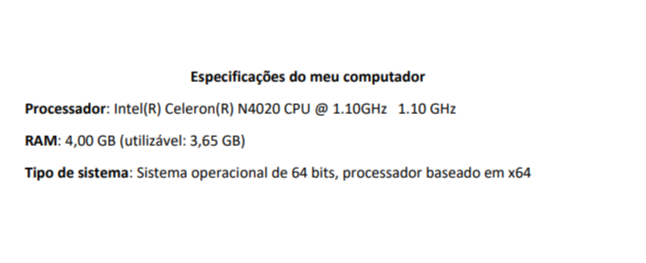 Especificações do meu computador
Processador: Intel(R) Celeron(R) N4020 CPU @ 1.10GHz   1.10 GHz
RAM: 4,00 GB (utilizável: 3,65 GB)
Tipo de sistema: Sistema operacional de 64 bits, processador baseado em x64